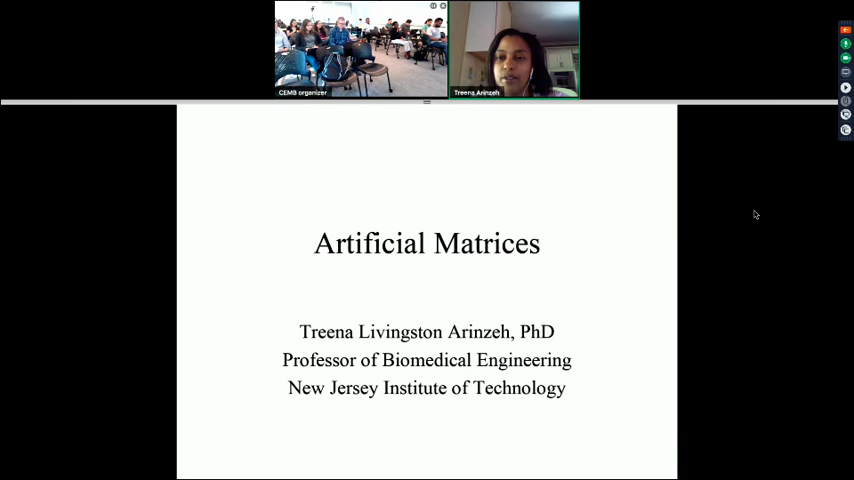 CEMB organizer
Treena Arinzeh
Artificial Matrices
Treena Livingston Arinzeh, PhD
Professor of Biomedical Engineering
New Jersey Institute of Technology